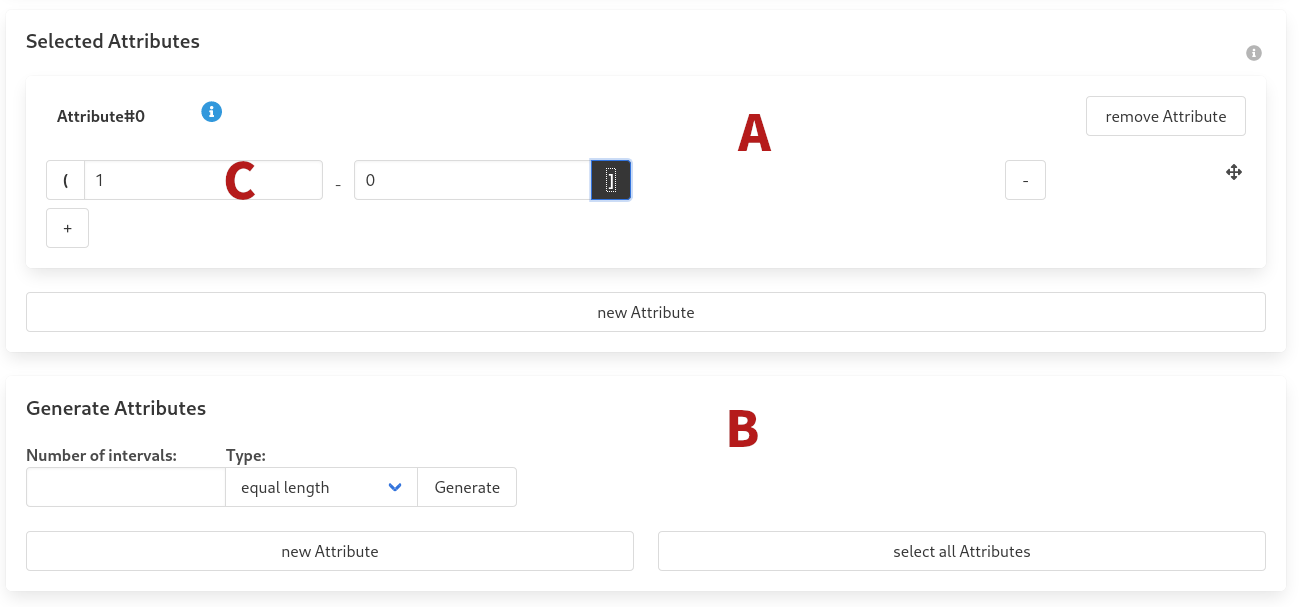 Selected Attributes
i
Attribute#0 i A remove Attribute
( 1 C - 0 ] -
+
new Attribute
Generate Attributes
B
Number of intervals: Type:
equal length Generate
new Attribute select all Attributes